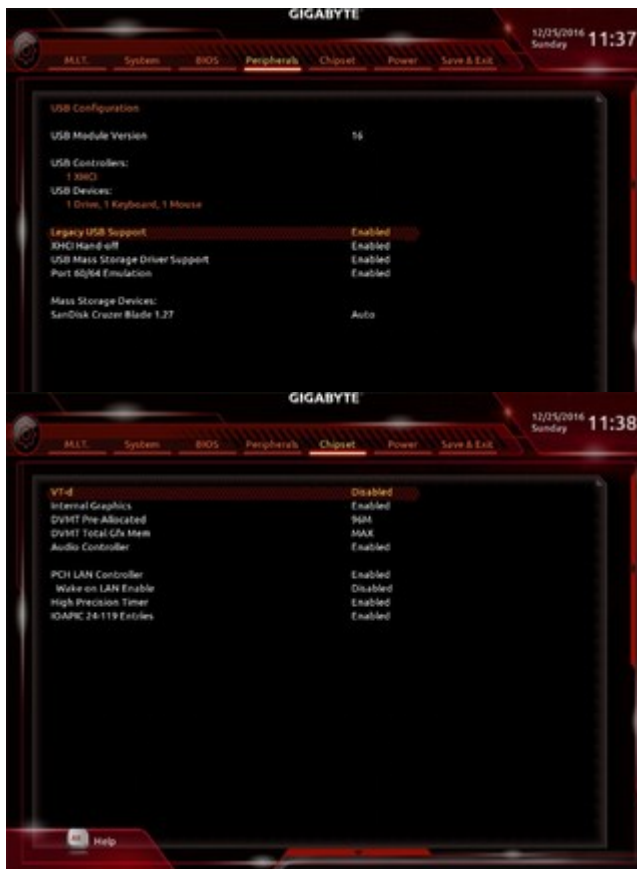 GIGABYTE
12/25/2016
Sunday
11:37
M.I.T. System BIOS Peripherals Chipset Power Save & Exit
USB Configuration
USB Module Version 16
USB Controllers:
1 XHCI
USB Devices:
1 Drive, 1 Keyboard, 1 Mouse
Legacy USB Support Enabled
XHCI Hand-off Enabled
USB Mass Storage Driver Support Enabled
Port 60/64 Emulation Enabled
Mass Storage Devices:
SanDisk Cruzer Blade 1.27 Auto
GIGABYTE
12/25/2016
Sunday
11:38
M.I.T. System BIOS Peripherals Chipset Power Save & Exit
VT-d Disabled
Internal Graphics Enabled
DVMT Pre-Allocated 96M
DVMT Total Gfx Mem MAX
Audio Controller Enabled
PCH LAN Controller Enabled
Wake on LAN Enable Disabled
High Precision Timer Enabled
IOAPIC 24-119 Entries Enabled
Help